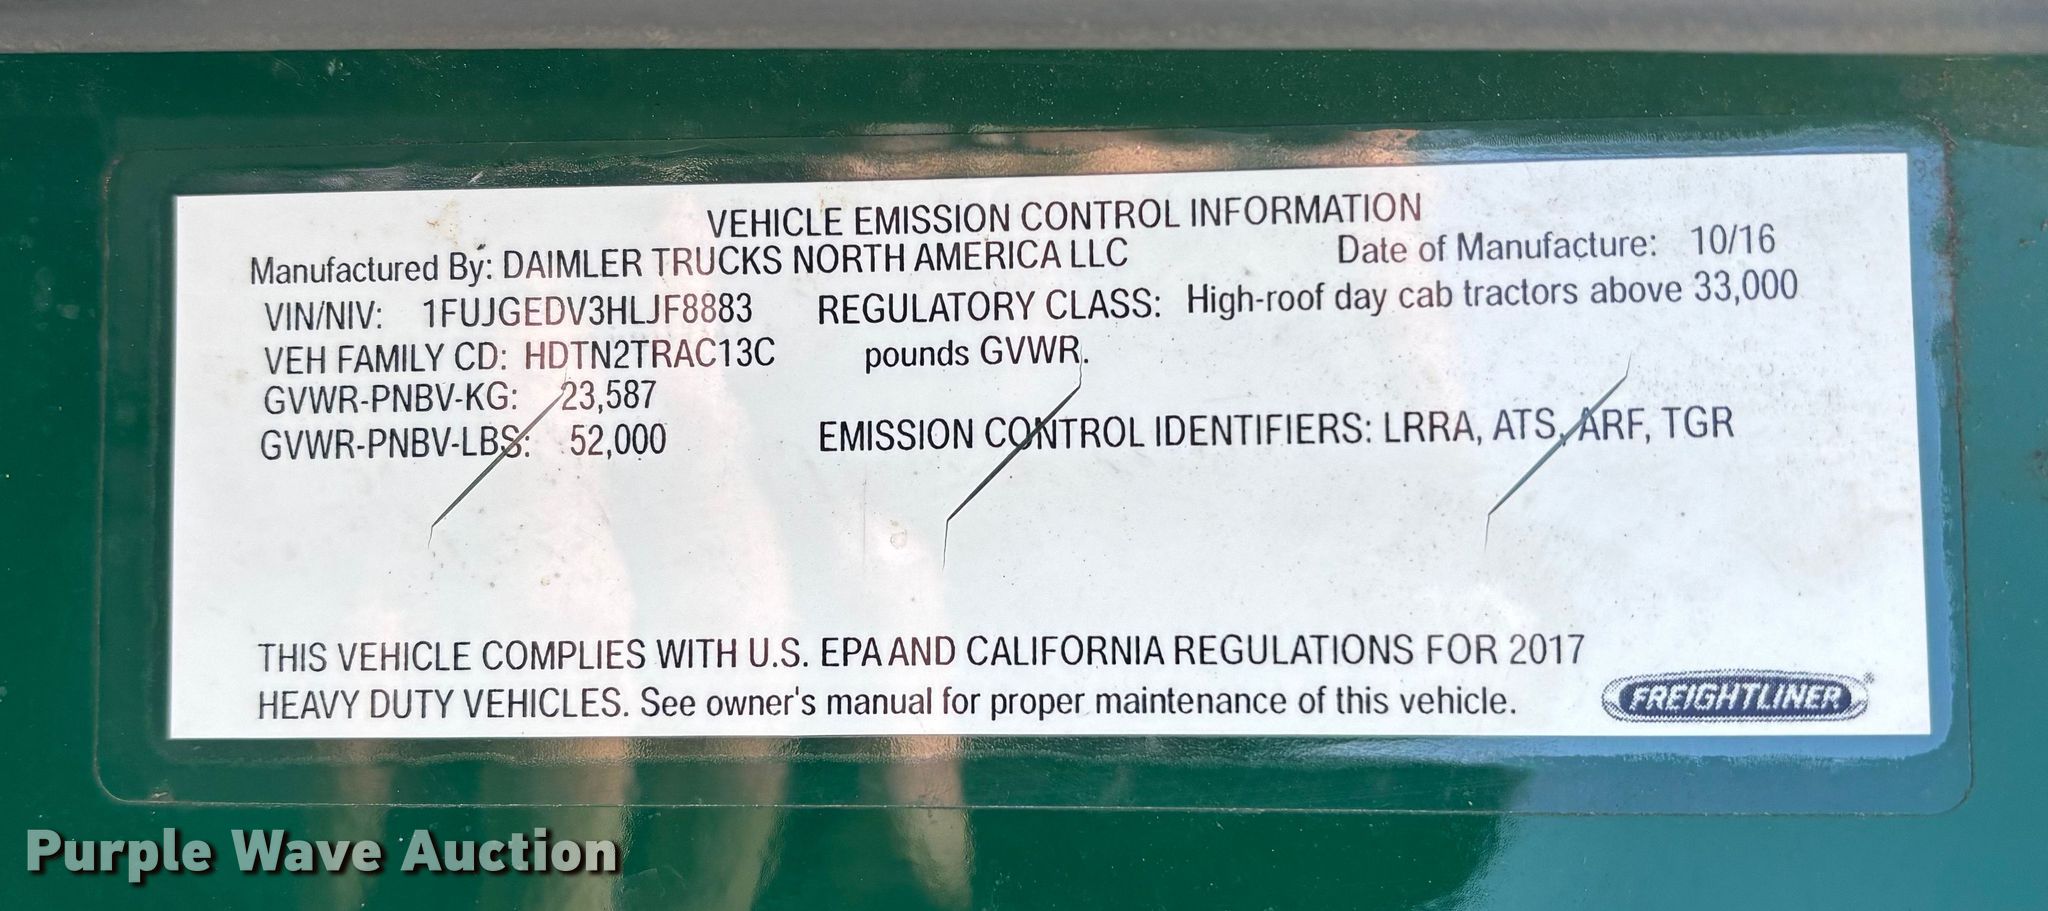 VEHICLE EMISSION CONTROL INFORMATION
Manufactured By: DAIMLER TRUCKS NORTH AMERICA LLC Date of Manufacture: 10/16
VIN/NIV: 1FUJGEDV3HLJF8883 REGULATORY CLASS: High-roof day cab tractors above 33,000
VEH FAMILY CD: HDTN2TRAC13C pounds GVWR.
GVWR-PNBV-KG: 23,587
GVWR-PNBV-LBS: 52,000 EMISSION CONTROL IDENTIFIERS: LRRA, ATS, ARF, TGR
THIS VEHICLE COMPLIES WITH U.S. EPA AND CALIFORNIA REGULATIONS FOR 2017
HEAVY DUTY VEHICLES. See owner's manual for proper maintenance of this vehicle.
FREIGHTLINER®
Purple Wave Auction